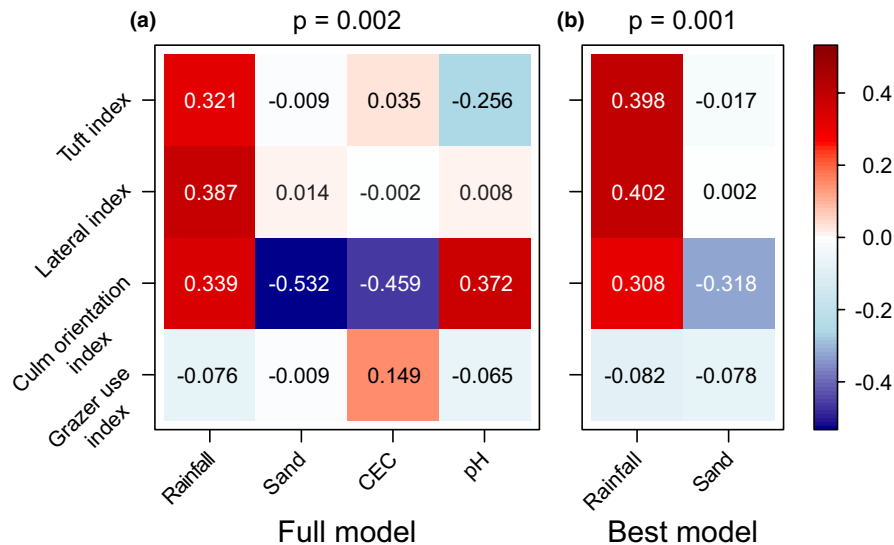 (a) p = 0.002
(b) p = 0.001
Tuft index
0.321 -0.009 0.035 -0.256
0.398 -0.017
Lateral index
0.387 0.014 -0.002 0.008
0.402 0.002
Culm orientation
index
0.339 -0.532 -0.459 0.372
0.308 -0.318
Grazer use
index
-0.076 -0.009 0.149 -0.065
-0.082 -0.078
0.4
0.2
0.0
-0.2
-0.4
Rainfall Sand CEC pH
Rainfall Sand
Full model
Best model